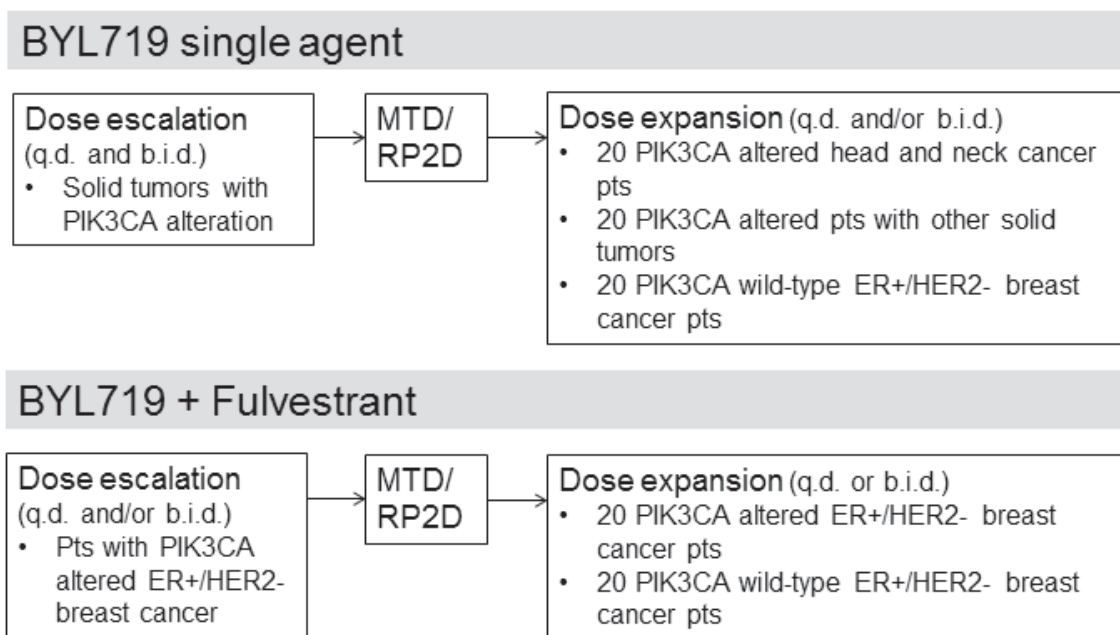 BYL719 single agent
Dose escalation
(q.d. and b.i.d.)
• Solid tumors with
PIK3CA alteration
MTD/
RP2D
Dose expansion (q.d. and/or b.i.d.)
• 20 PIK3CA altered head and neck cancer
pts
• 20 PIK3CA altered pts with other solid
tumors
• 20 PIK3CA wild-type ER+/HER2- breast
cancer pts
BYL719 + Fulvestrant
Dose escalation
(q.d. and/or b.i.d.)
• Pts with PIK3CA
altered ER+/HER2-
breast cancer
MTD/
RP2D
Dose expansion (q.d. or b.i.d.)
• 20 PIK3CA altered ER+/HER2- breast
cancer pts
• 20 PIK3CA wild-type ER+/HER2- breast
cancer pts